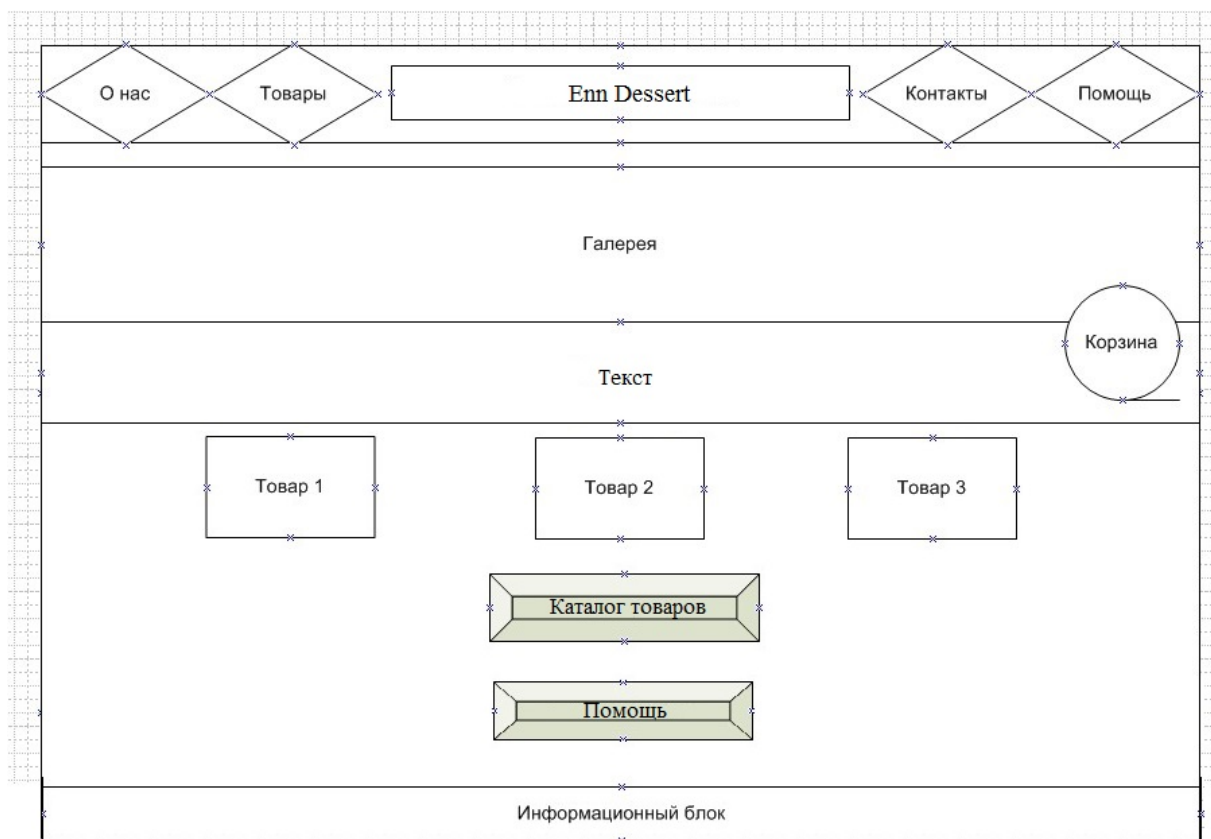 О нас
Товары
Enn Dessert
Контакты
Помощь
Галерея
Корзина
Текст
Товар 1
Товар 2
Товар 3
Каталог товаров
Помощь
Информационный блок